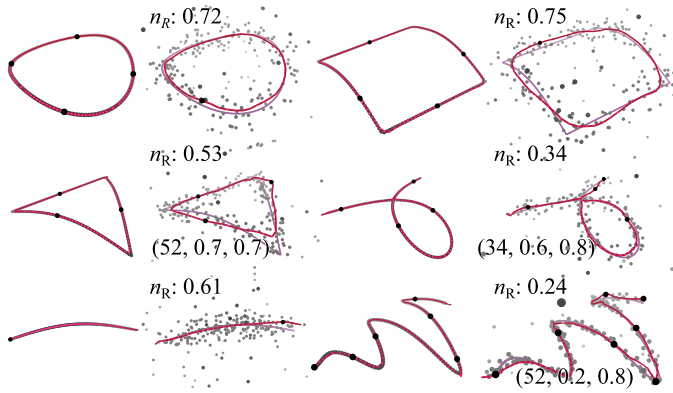 n_R: 0.72
n_R: 0.75
n_R: 0.53
n_R: 0.34
(52, 0.7, 0.7)
(34, 0.6, 0.8)
n_R: 0.61
n_R: 0.24
(52, 0.2, 0.8)